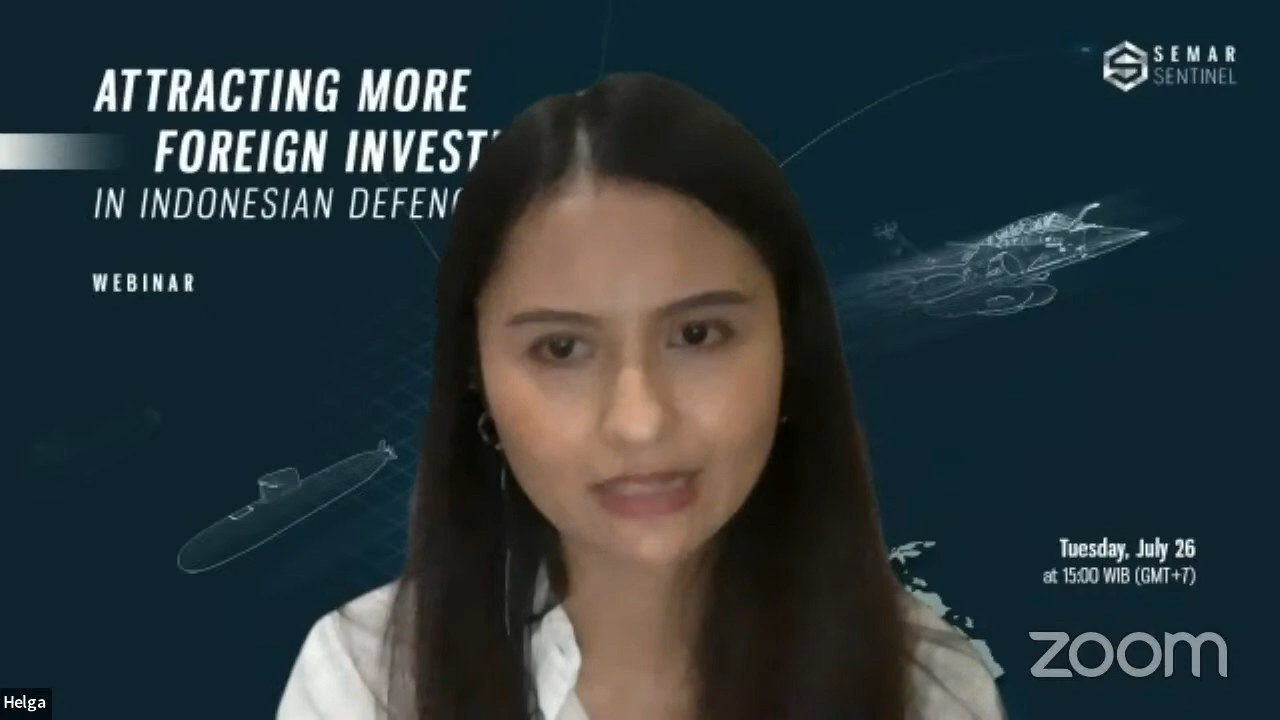 ATTRACTING MORE
FOREIGN INVEST
IN INDONESIAN DEFENC
WEBINAR
SEMAR
SENTINEL
Tuesday, July 26
at 15:00 WIB (GMT+7)
zoom
Helga